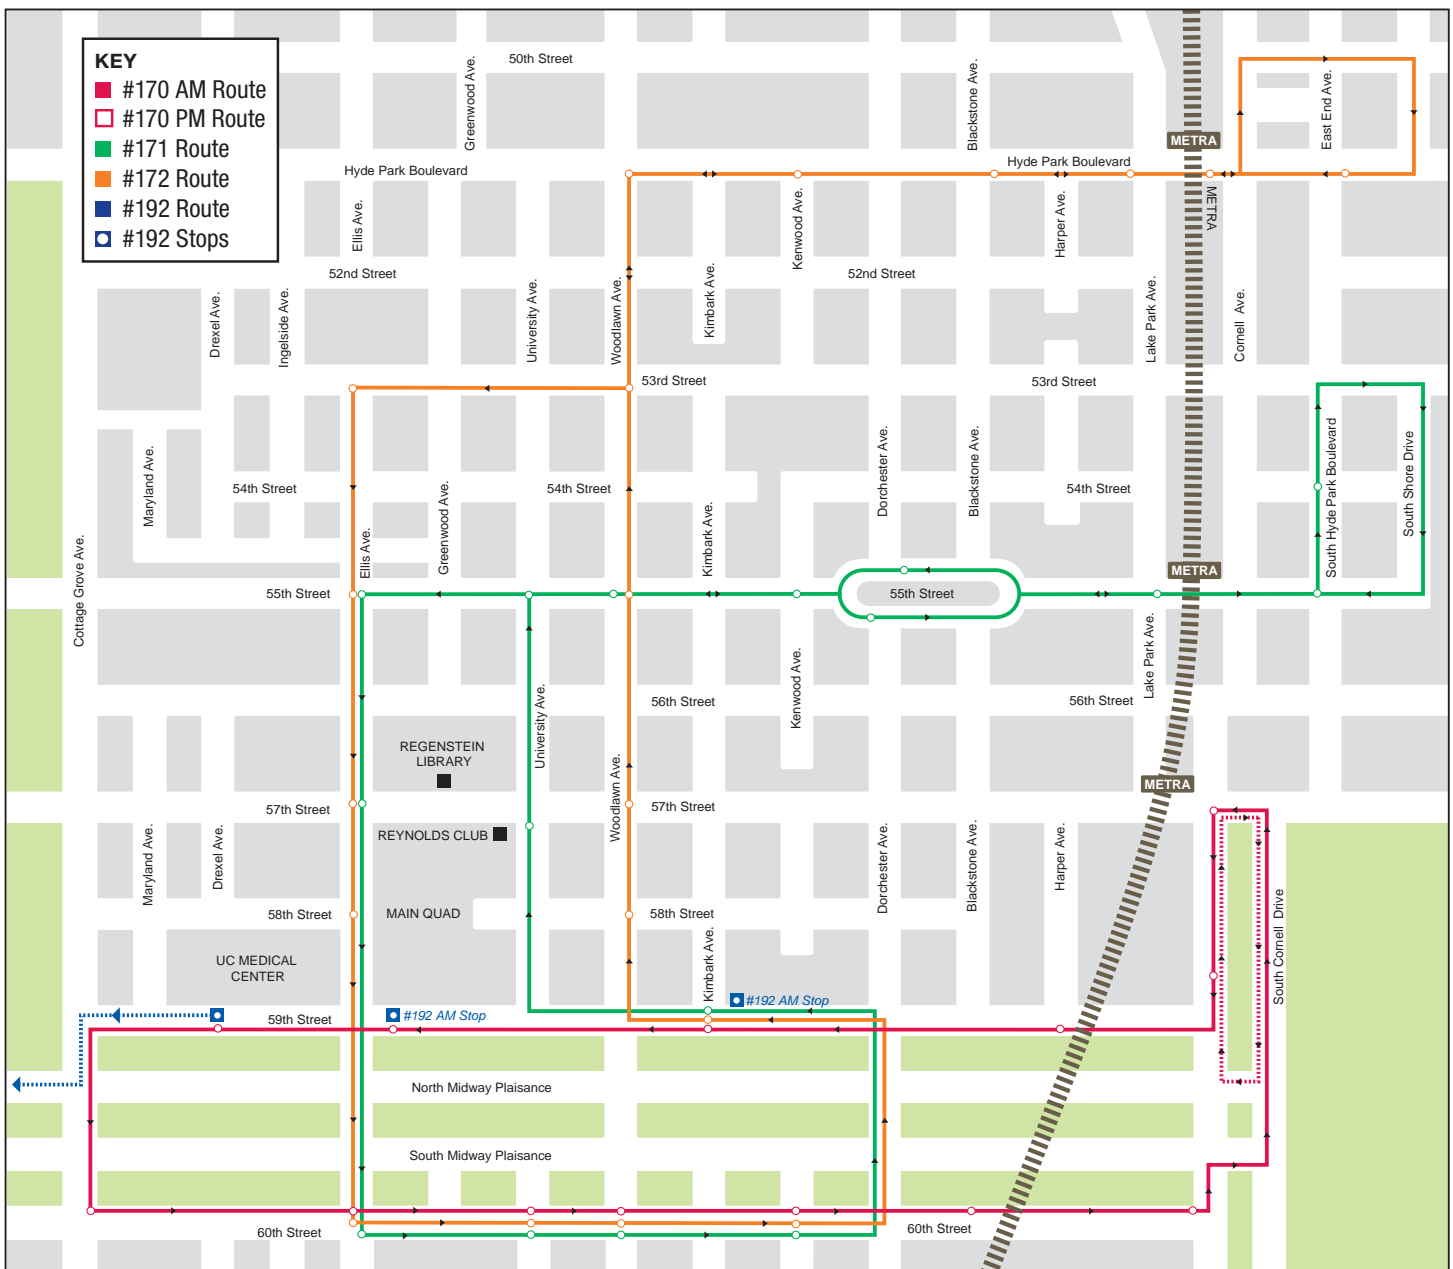 KEY
#170 AM Route
#170 PM Route
#171 Route
#172 Route
#192 Route
#192 Stops
50th Street
Greenwood Ave.
Blackstone Ave.
East End Ave.
METRA
Hyde Park Boulevard
Hyde Park Boulevard
METRA
Ellis Ave.
Kenwood Ave.
Harper Ave.
52nd Street
52nd Street
Drexel Ave.
Ingelside Ave.
University Ave.
Woodlawn Ave.
Kimbark Ave.
Lake Park Ave.
Cornell Ave.
53rd Street
53rd Street
Maryland Ave.
54th Street
Greenwood Ave.
54th Street
Kimbark Ave.
Dorchester Ave.
Blackstone Ave.
54th Street
South Hyde Park Boulevard
South Shore Drive
Cottage Grove Ave.
Ellis Ave.
METRA
55th Street
55th Street
University Ave.
Kenwood Ave.
Lake Park Ave.
56th Street
56th Street
REGENSTEIN
LIBRARY
Woodlawn Ave.
METRA
57th Street
57th Street
REYNOLDS CLUB
Maryland Ave.
Drexel Ave.
Dorchester Ave.
Blackstone Ave.
Harper Ave.
58th Street
MAIN QUAD
58th Street
South Cornell Drive
UC MEDICAL
CENTER
Kimbark Ave.
#192 AM Stop
59th Street
#192 AM Stop
North Midway Plaisance
South Midway Plaisance
60th Street
60th Street